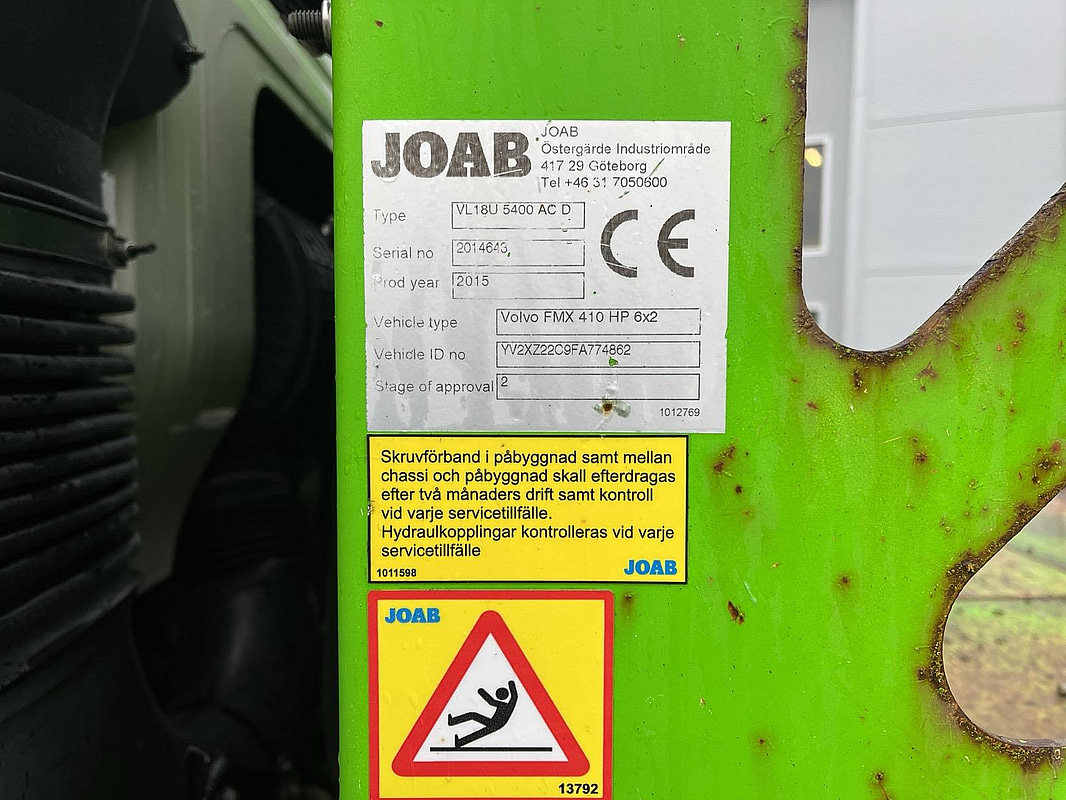 JOAB
JOAB
Östergärde Industriområde
417 29 Göteborg
Tel +46 31 7050600
Type VL18U 5400 AC D
Serial no 2014643
Prod year 2015
CE
Vehicle type Volvo FMX 410 HP 6x2
Vehicle ID no YV2XZ22C9FA774862
Stage of approval 2
1012769
Skruvförband i påbyggnad samt mellan
chassi och påbyggnad skall efterdragas
efter två månaders drift samt kontroll
vid varje servicetillfälle.
Hydraulkopplingar kontrolleras vid varje
servicetillfälle
1011598 JOAB
JOAB
13792